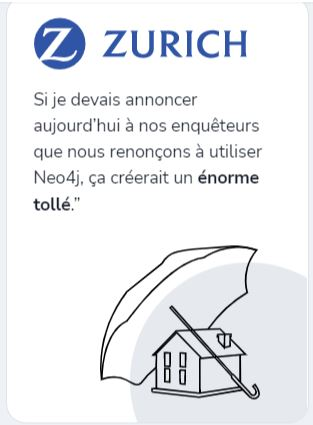 Z ZURICH
Si je devais annoncer
aujourd'hui à nos enquêteurs
que nous renonçons à utiliser
Neo4j, ça créerait un énorme
tollé.”